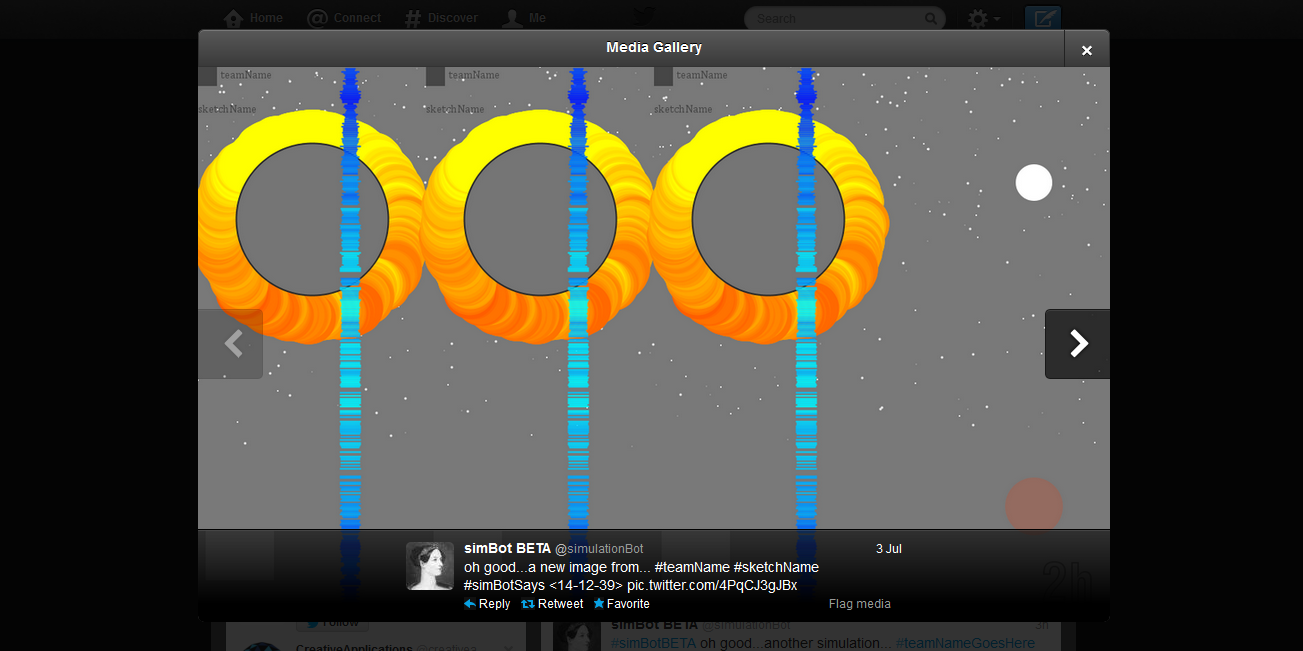 Home Connect Discover Me Search
Media Gallery
teamName teamName teamName
sketchName sketchName sketchName
simBot BETA @simulationBot 3 Jul
oh good...a new image from... #teamName #sketchName
#simBotSays <14-12-39> pic.twitter.com/4PqCJ3gJBx
Reply Retweet Favorite Flag media
2h
Follow
simBot BETA @simulationBot 3h
#simBotBETA oh good...another simulation... #teamNameGoesHere
CreativeApplications